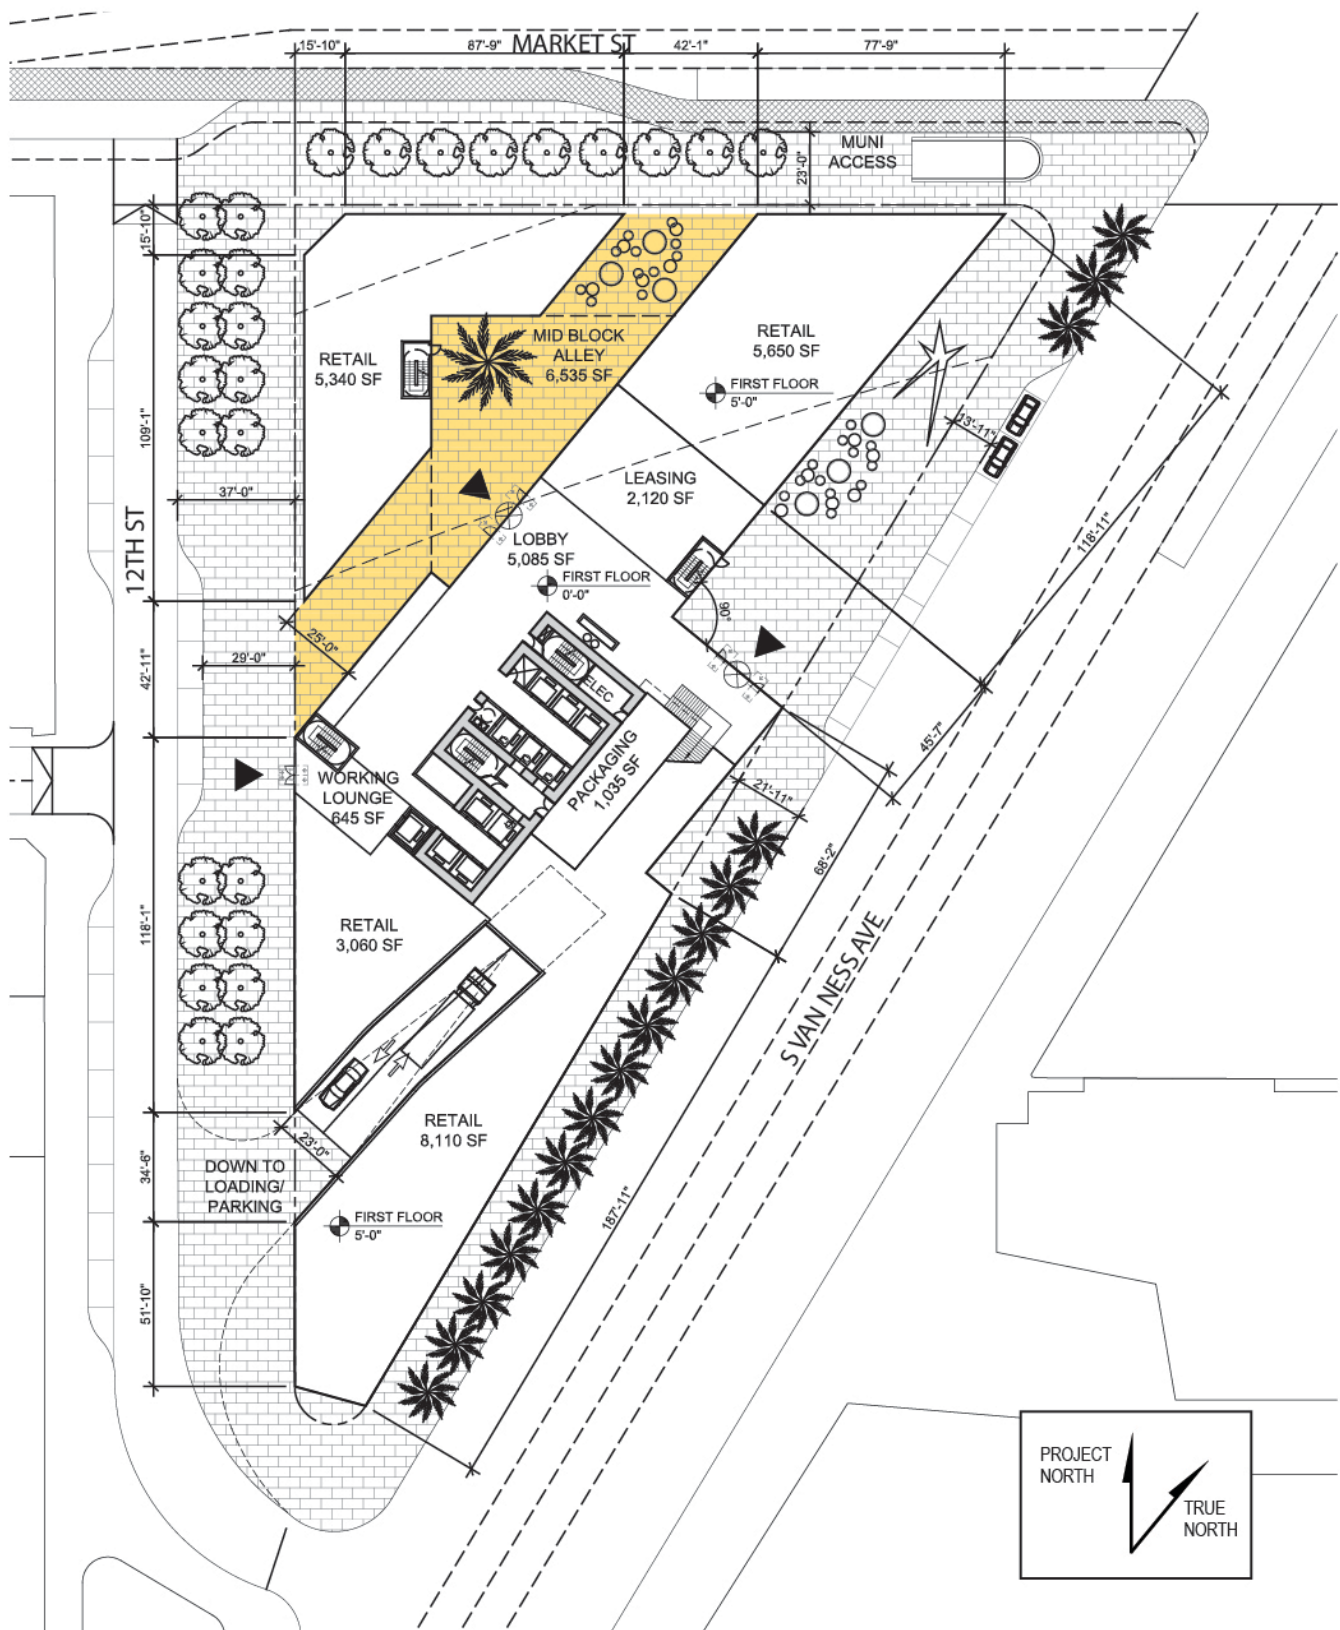 15'-10"
87'-9"
MARKET ST
42'-1"
77'-9"
MUNI
ACCESS
23'-0"
15'-10"
RETAIL
5,340 SF
MID BLOCK
ALLEY
6,535 SF
RETAIL
5,650 SF
FIRST FLOOR
5'-0"
109'-1"
13'-11"
37'-0"
LEASING
2,120 SF
12TH ST
LOBBY
5,085 SF
FIRST FLOOR
0'-0"
118'-11"
90°
25'-0"
29'-0"
42'-11"
ELEC
45'-7"
PACKAGING
1,035 SF
WORKING
LOUNGE
645 SF
21'-11"
68'-2"
118'-1"
RETAIL
3,060 SF
S VAN NESS AVE
RETAIL
8,110 SF
23'-0"
34'-6"
DOWN TO
LOADING/
PARKING
187'-11"
FIRST FLOOR
5'-0"
51'-10"
PROJECT
NORTH
TRUE
NORTH